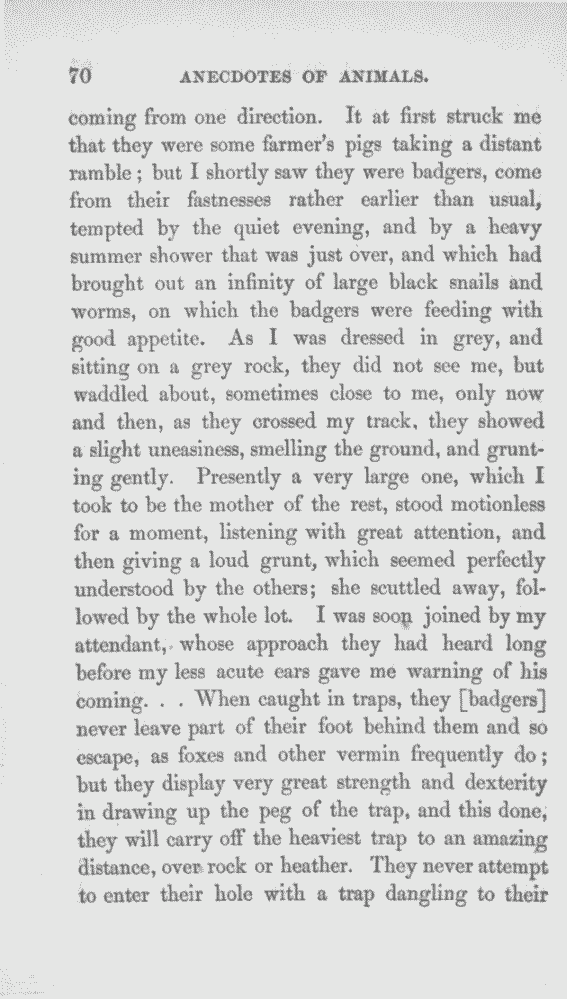 70 ANECDOTES OF ANIMALS.
coming from one direction. It at first struck me
that they were some farmer's pigs taking a distant
ramble; but I shortly saw they were badgers, come
from their fastnesses rather earlier than usual,
tempted by the quiet evening, and by a heavy
summer shower that was just over, and which had
brought out an infinity of large black snails and
worms, on which the badgers were feeding with
good appetite. As I was dressed in grey, and
sitting on a grey rock, they did not see me, but
waddled about, sometimes close to me, only now
and then, as they crossed my track, they showed
a slight uneasiness, smelling the ground, and grunt-
ing gently. Presently a very large one, which I
took to be the mother of the rest, stood motionless
for a moment, listening with great attention, and
then giving a loud grunt, which seemed perfectly
understood by the others; she scuttled away, fol-
lowed by the whole lot. I was soon joined by my
attendant, whose approach they had heard long
before my less acute ears gave me warning of his
coming. . . When caught in traps, they [badgers]
never leave part of their foot behind them and so
escape, as foxes and other vermin frequently do;
but they display very great strength and dexterity
in drawing up the peg of the trap, and this done,
they will carry off the heaviest trap to an amazing
distance, over rock or heather. They never attempt
to enter their hole with a trap dangling to their